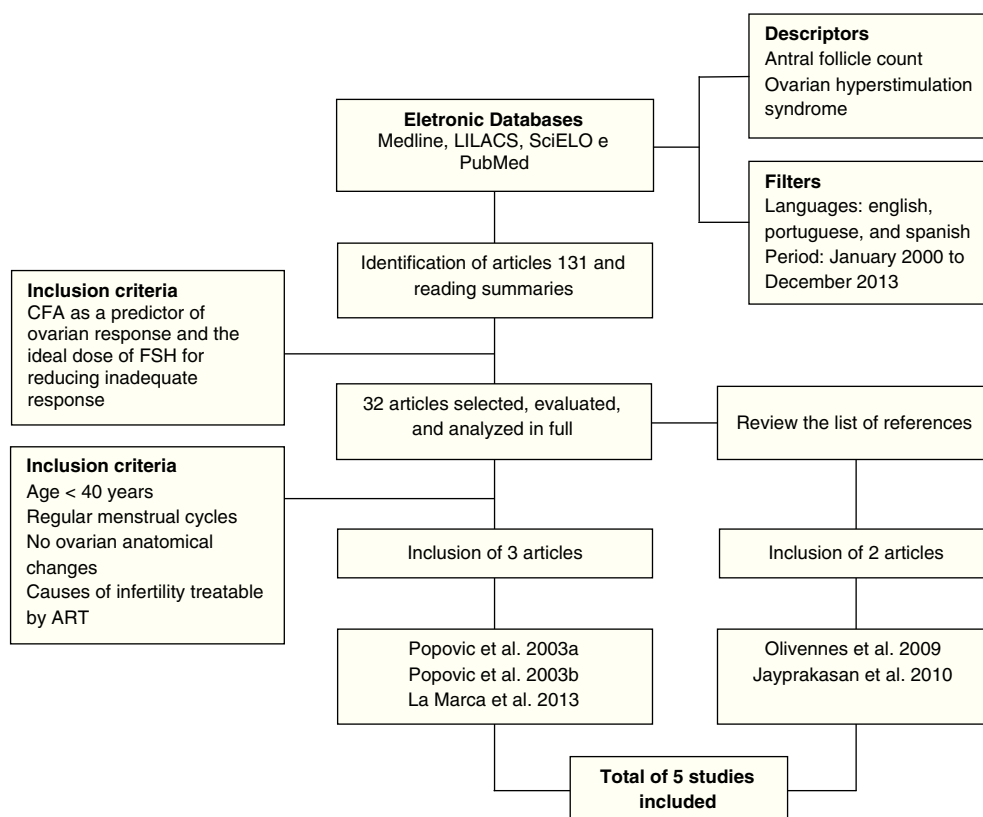 Descriptors
Antral follicle count
Ovarian hyperstimulation
syndrome
Eletronic Databases
Medline, LILACS, SciELO e
PubMed
Filters
Languages: english,
portuguese, and spanish
Period: January 2000 to
December 2013
Identification of articles 131 and
reading summaries
Inclusion criteria
CFA as a predictor of
ovarian response and the
ideal dose of FSH for
reducing inadequate
response
32 articles selected, evaluated,
and analyzed in full
Review the list of references
Inclusion criteria
Age < 40 years
Regular menstrual cycles
No ovarian anatomical
changes
Causes of infertility treatable
by ART
Inclusion of 3 articles
Inclusion of 2 articles
Popovic et al. 2003a
Popovic et al. 2003b
La Marca et al. 2013
Olivennes et al. 2009
Jayprakasan et al. 2010
Total of 5 studies
included